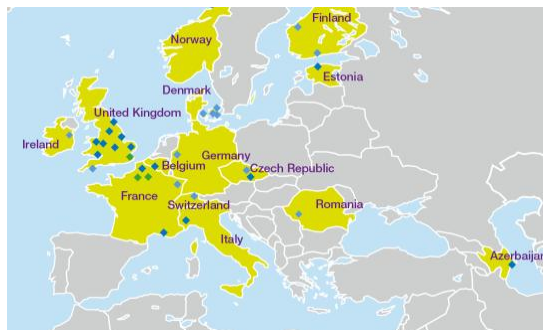 Finland
Norway
Estonia
Denmark
United Kingdom
Ireland
Germany
Belgium
Czech Republic
France
Switzerland
Romania
Italy
Azerbaijan